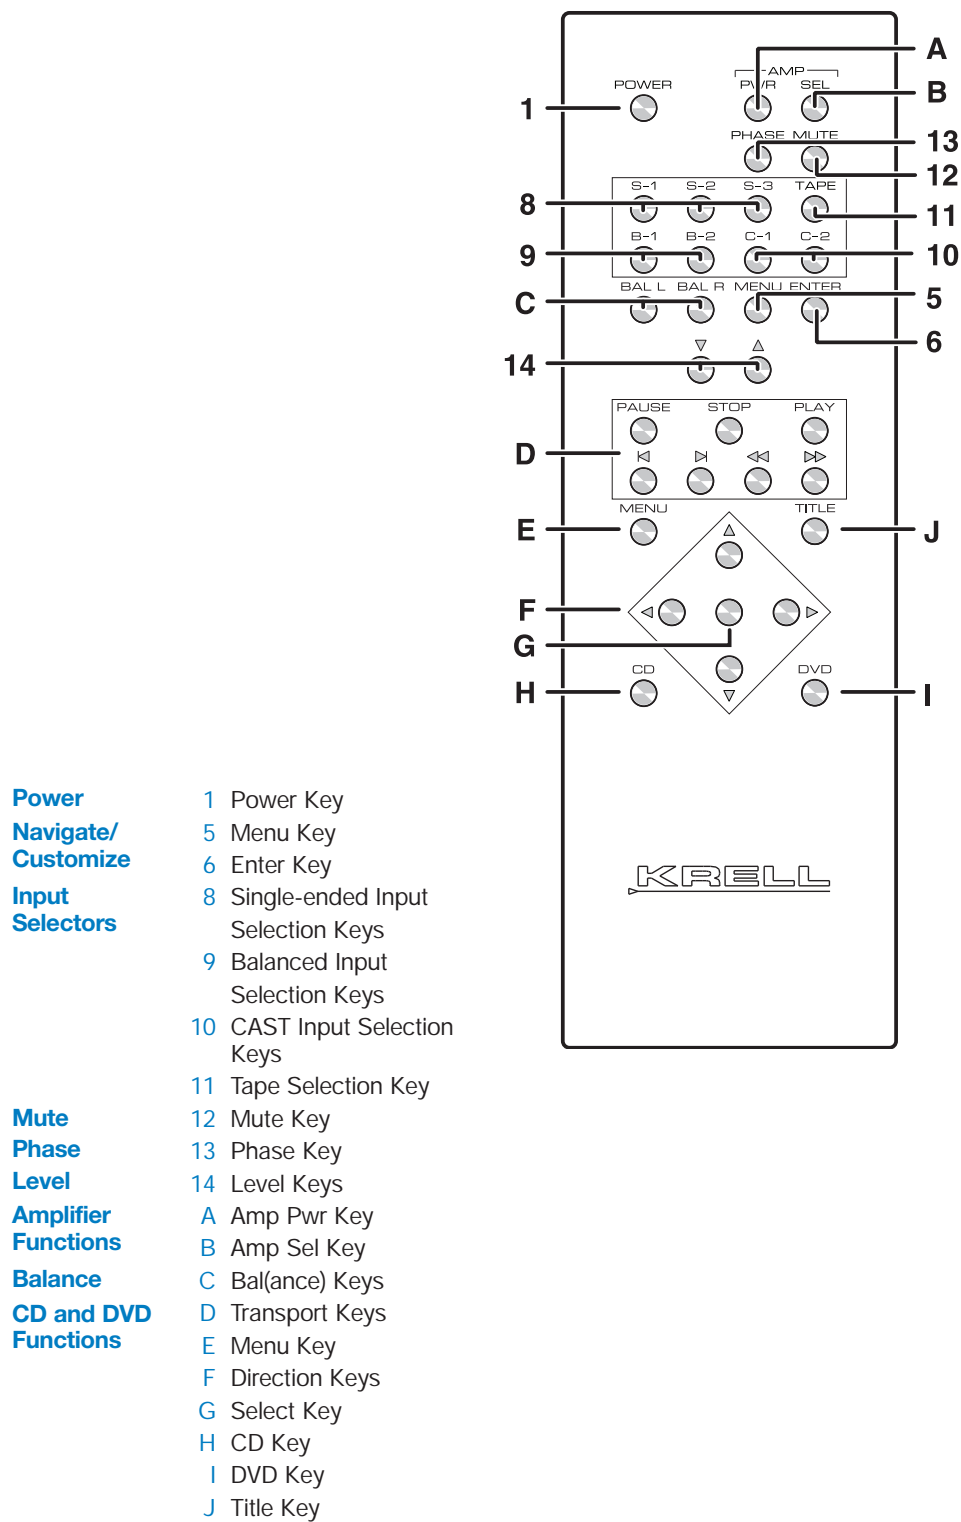 A
AMP
POWER PWR SEL
B
1
PHASE MUTE
13
12
S-1 S-2 S-3 TAPE
8
11
B-1 B-2 C-1 C-2
9
10
BAL L BAL R MENU ENTER
C
5
6
14
PAUSE STOP PLAY
D
MENU TITLE
E
J
F
G
CD DVD
H
I
KRELL
Power
1 Power Key
Navigate/
Customize
5 Menu Key
6 Enter Key
Input
Selectors
8 Single-ended Input
Selection Keys
9 Balanced Input
Selection Keys
10 CAST Input Selection
Keys
11 Tape Selection Key
Mute
12 Mute Key
Phase
13 Phase Key
Level
14 Level Keys
Amplifier
Functions
A Amp Pwr Key
B Amp Sel Key
Balance
C Bal(ance) Keys
CD and DVD
Functions
D Transport Keys
E Menu Key
F Direction Keys
G Select Key
H CD Key
I DVD Key
J Title Key